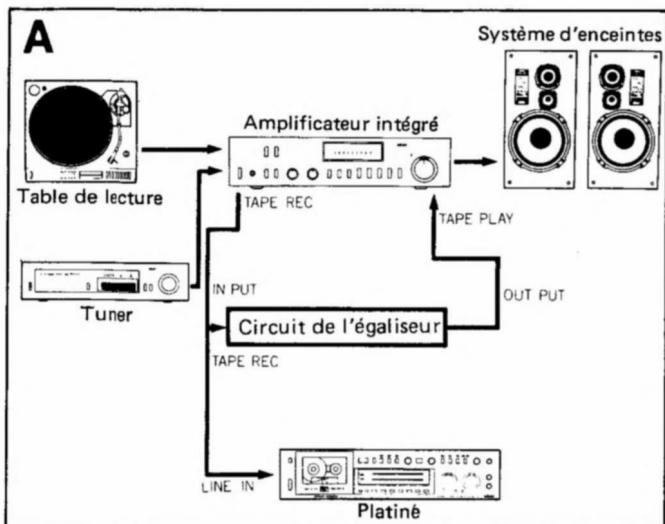 A
Système d'enceintes
Amplificateur intégré
Table de lecture
TAPE REC
TAPE PLAY
Tuner
IN PUT
OUT PUT
Circuit de l'égaliseur
TAPE REC
LINE IN
Platiné